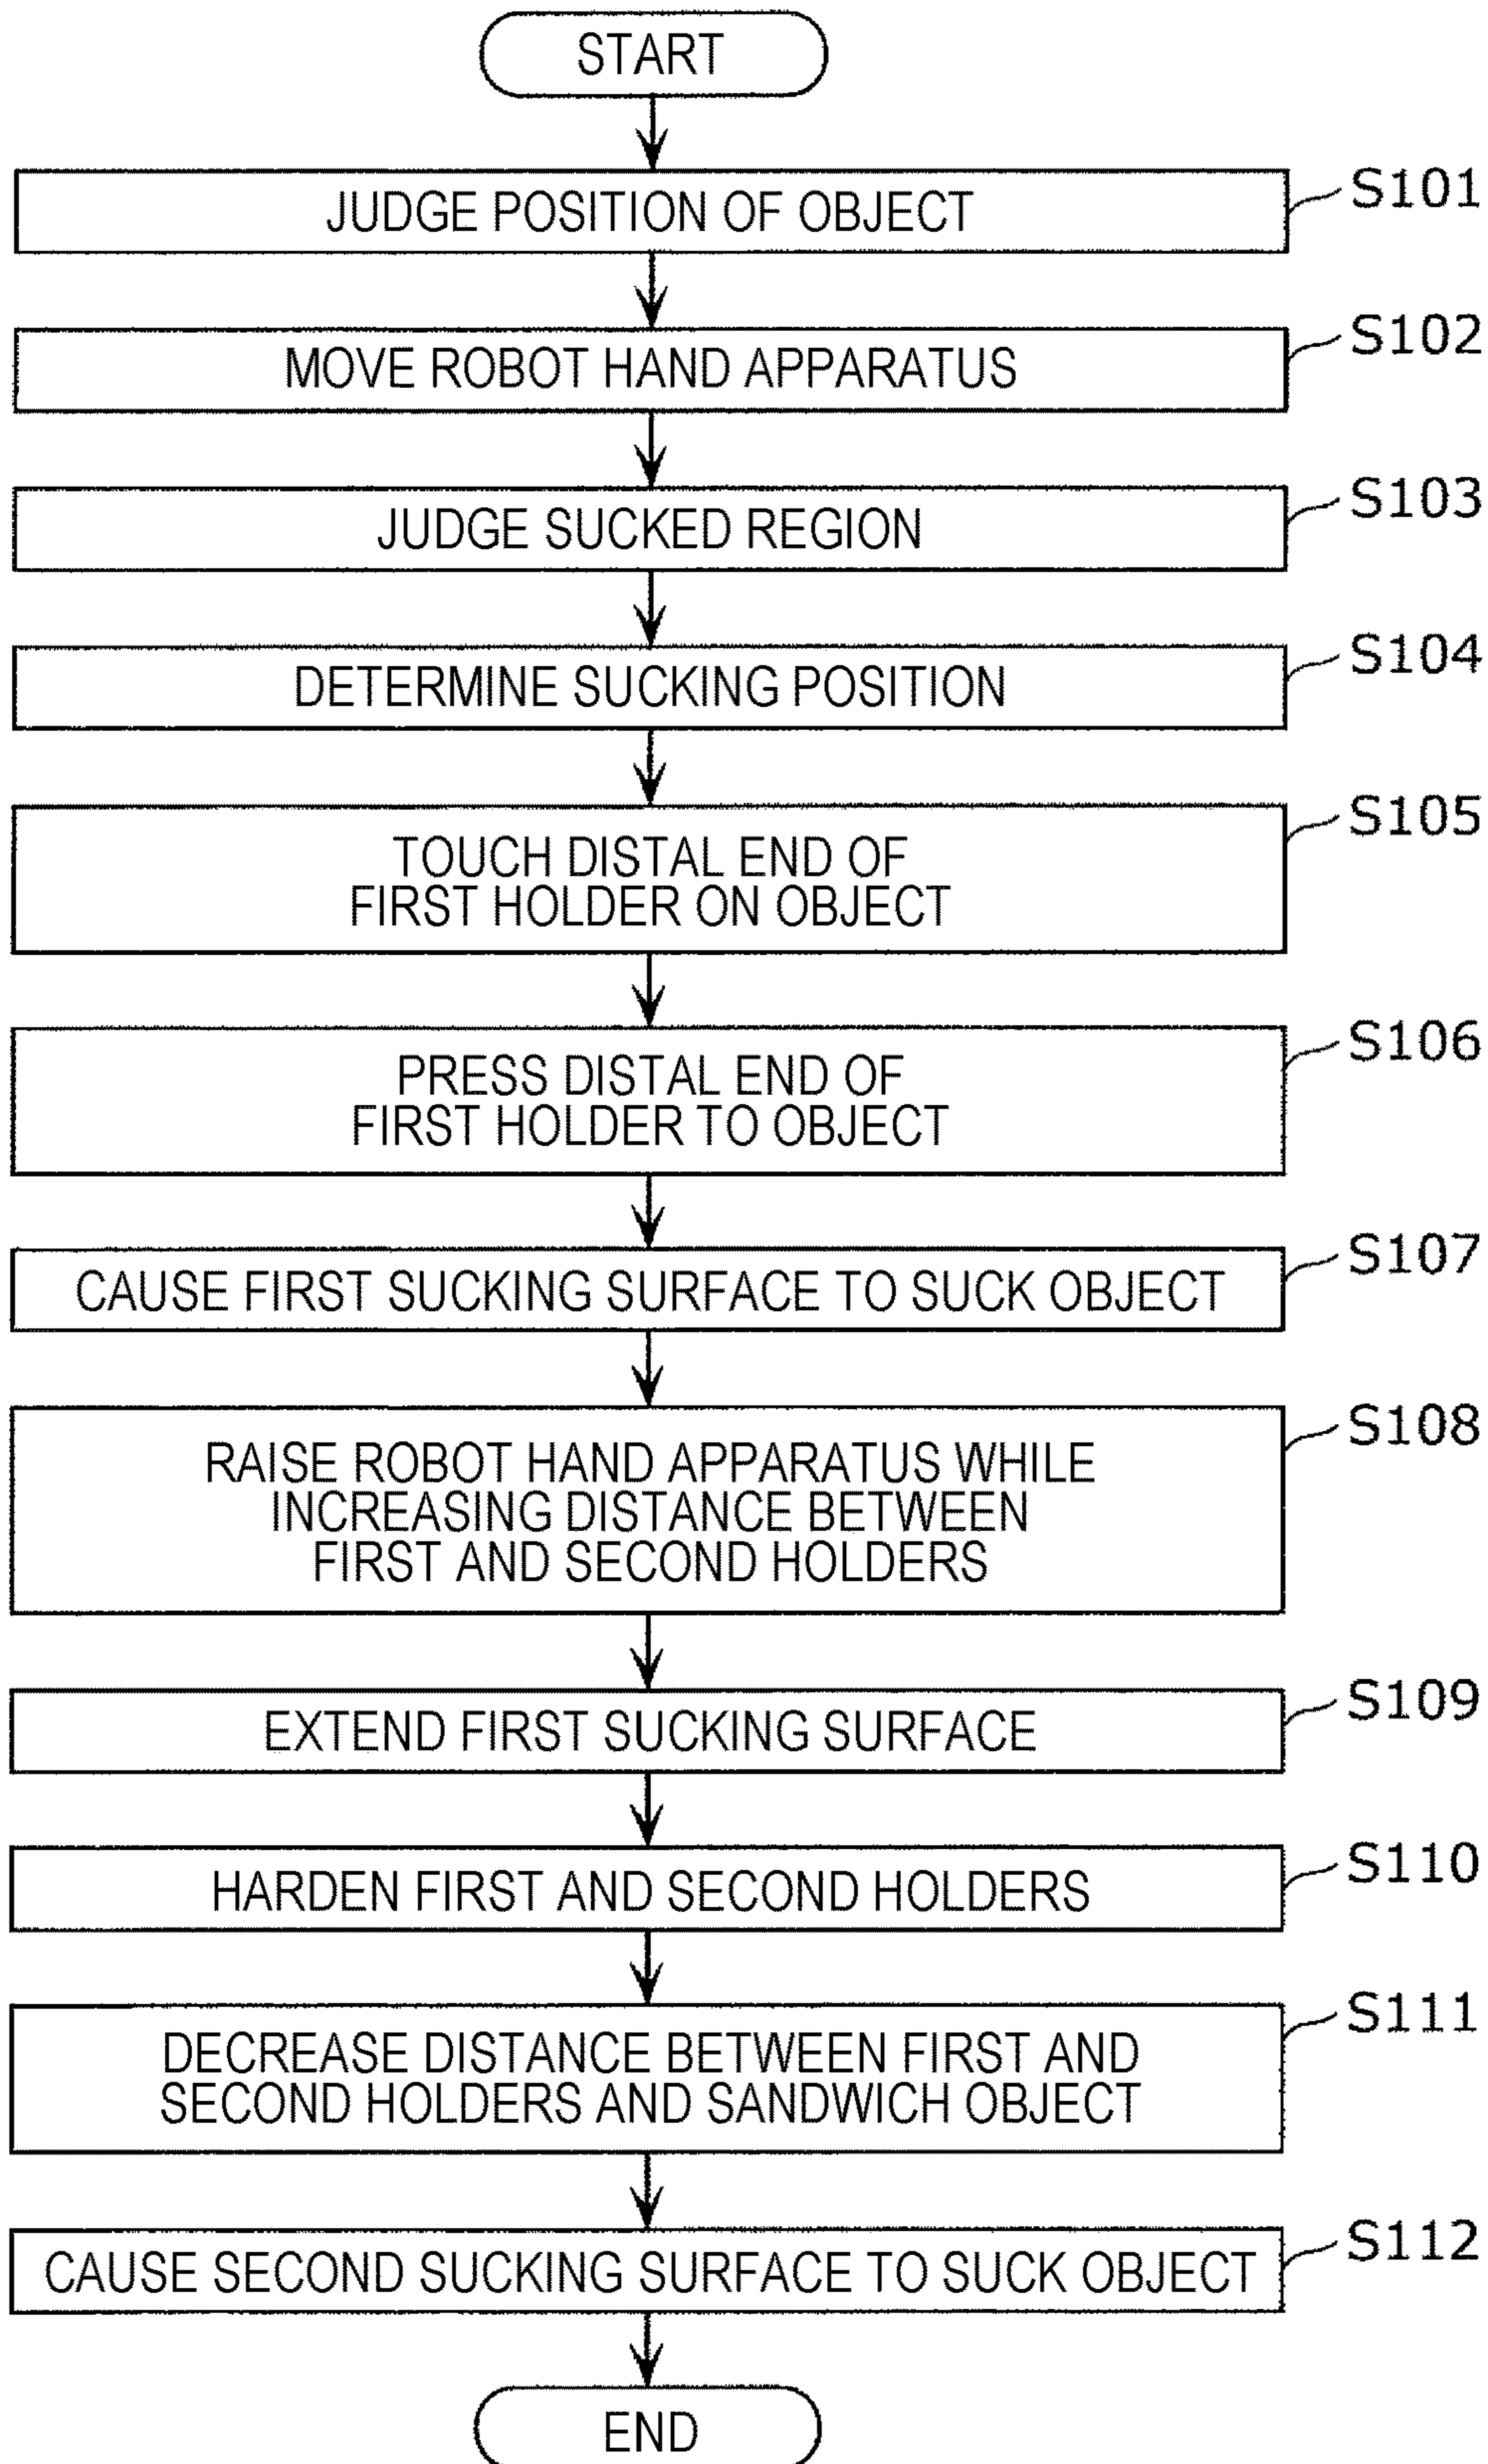 START
JUDGE POSITION OF OBJECT
S101
MOVE ROBOT HAND APPARATUS
S102
JUDGE SUCKED REGION
S103
DETERMINE SUCKING POSITION
S104
TOUCH DISTAL END OF
FIRST HOLDER ON OBJECT
S105
PRESS DISTAL END OF
FIRST HOLDER TO OBJECT
S106
CAUSE FIRST SUCKING SURFACE TO SUCK OBJECT
S107
RAISE ROBOT HAND APPARATUS WHILE
INCREASING DISTANCE BETWEEN
FIRST AND SECOND HOLDERS
S108
EXTEND FIRST SUCKING SURFACE
S109
HARDEN FIRST AND SECOND HOLDERS
S110
DECREASE DISTANCE BETWEEN FIRST AND
SECOND HOLDERS AND SANDWICH OBJECT
S111
CAUSE SECOND SUCKING SURFACE TO SUCK OBJECT
S112
END